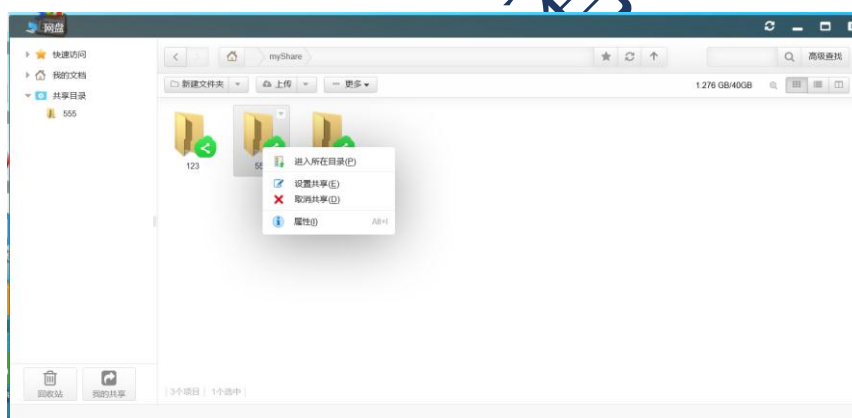 网盘
快速访问
我的文档
共享目录
555
myShare
高级查找
新建文件夹
上传
更多
1.276 GB/40GB
123
进入所在目录(P)
设置共享(E)
取消共享(D)
属性(I) Alt+I
回收站
我的共享
3个项目 1个选中